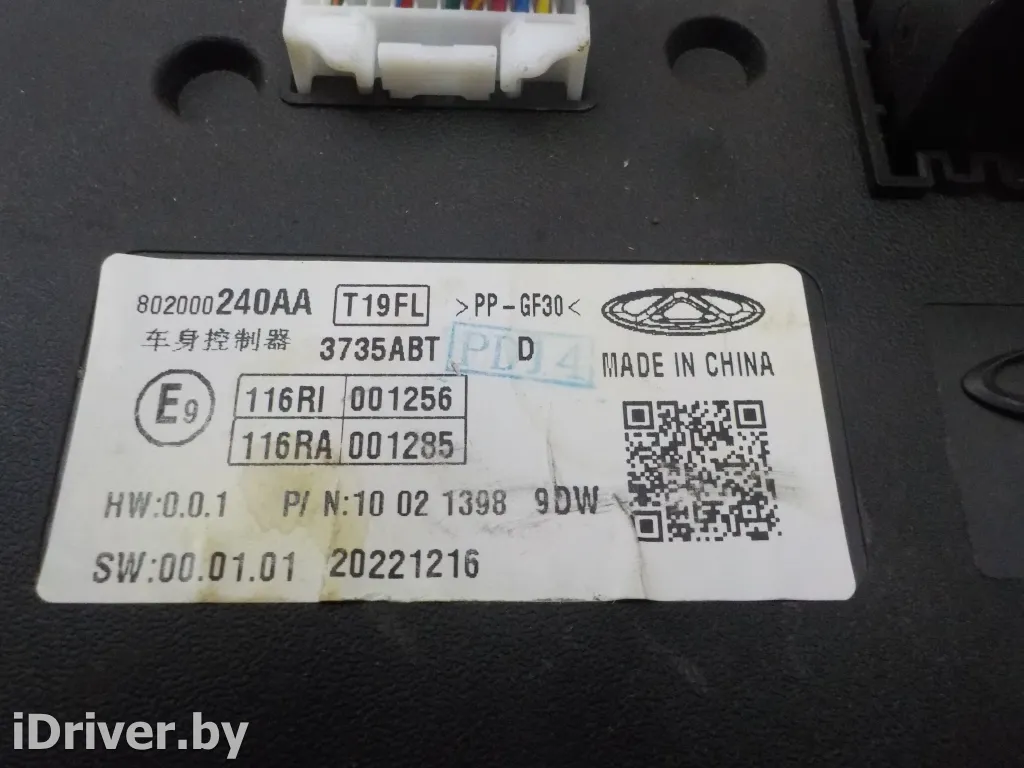 802000240AA T19FL >PP-GF30<
车身控制器 3735ABT PDJ4 D MADE IN CHINA
E9 116RI 001256
116RA 001285
HW:0.0.1 P/N:10 02 1398 9DW
SW:00.01.01 20221216
iDriver.by